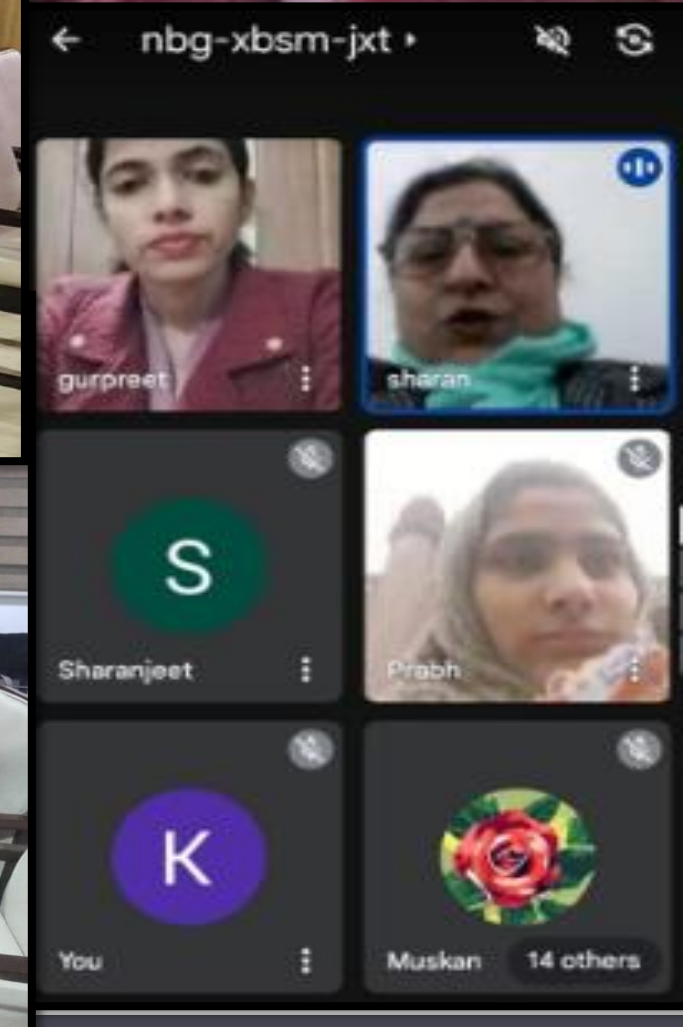 nbg-xbsm-jxt
gurpreet
sharan
S
Sharanjeet
Prabh
K
You
Muskan
14 others